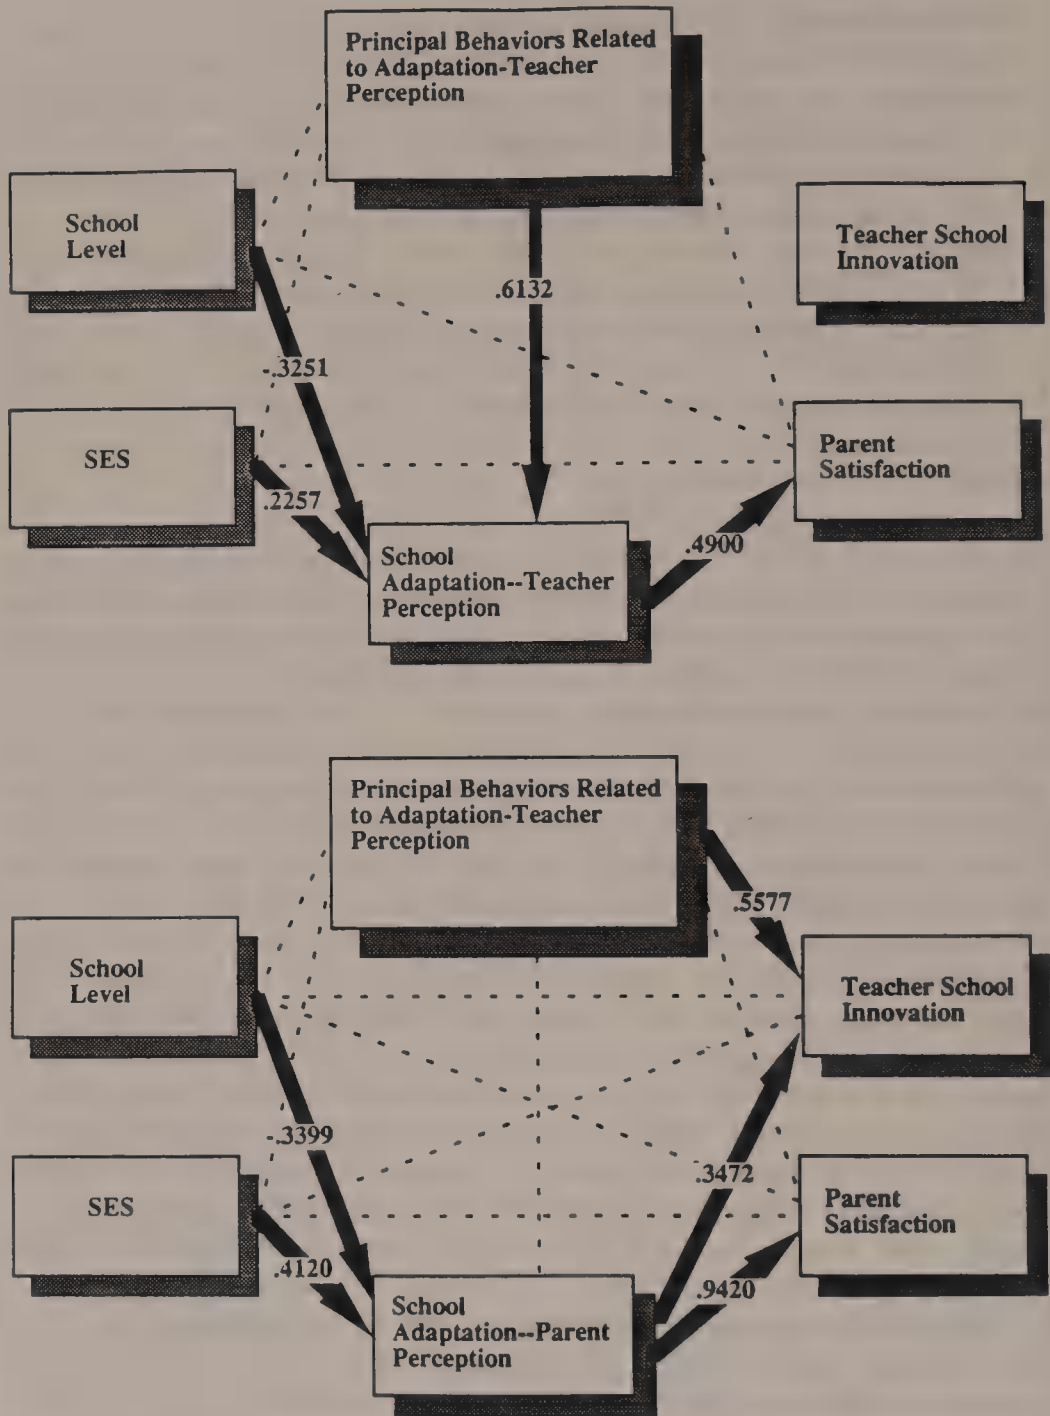 Principal Behaviors Related
to Adaptation-Teacher
Perception
School
Level
Teacher School
Innovation
.6132
-.3251
SES
Parent
Satisfaction
.2257
School
Adaptation--Teacher
Perception
.4900
Principal Behaviors Related
to Adaptation-Teacher
Perception
.5577
School
Level
Teacher School
Innovation
-.3399
.3472
SES
Parent
Satisfaction
.4120
.9420
School
Adaptation--Parent
Perception